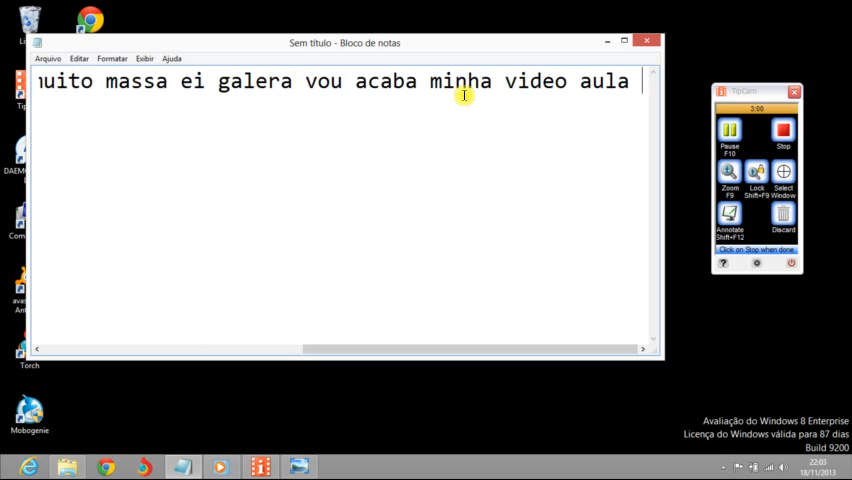 Sem título - Bloco de notas
Arquivo Editar Formatar Exibir Ajuda
muito massa ei galera vou acaba minha video aula
TipCam
3:00
Pause F10
Stop
Zoom F9
Lock Shift+F9
Select Window
Annotate Shift+F12
Discard
Click on Stop when done
Torch
Mobogenie
Avaliação do Windows 8 Enterprise
Licença do Windows válida para 87 dias
Build 9200
22:03
18/11/2013